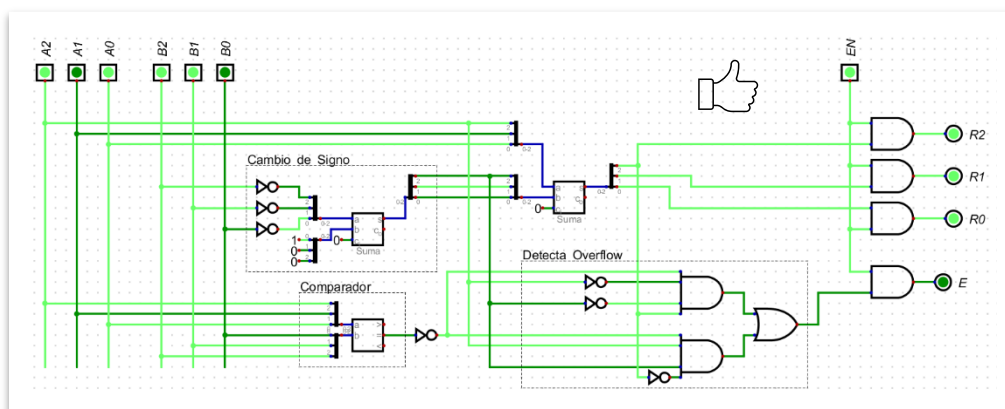 A2 A1 A0 B2 B1 B0 EN
R2
Cambio de Signo
R1
R0
1
0
0
0
Suma
0
Suma
Detecta Overflow
E
Comparador